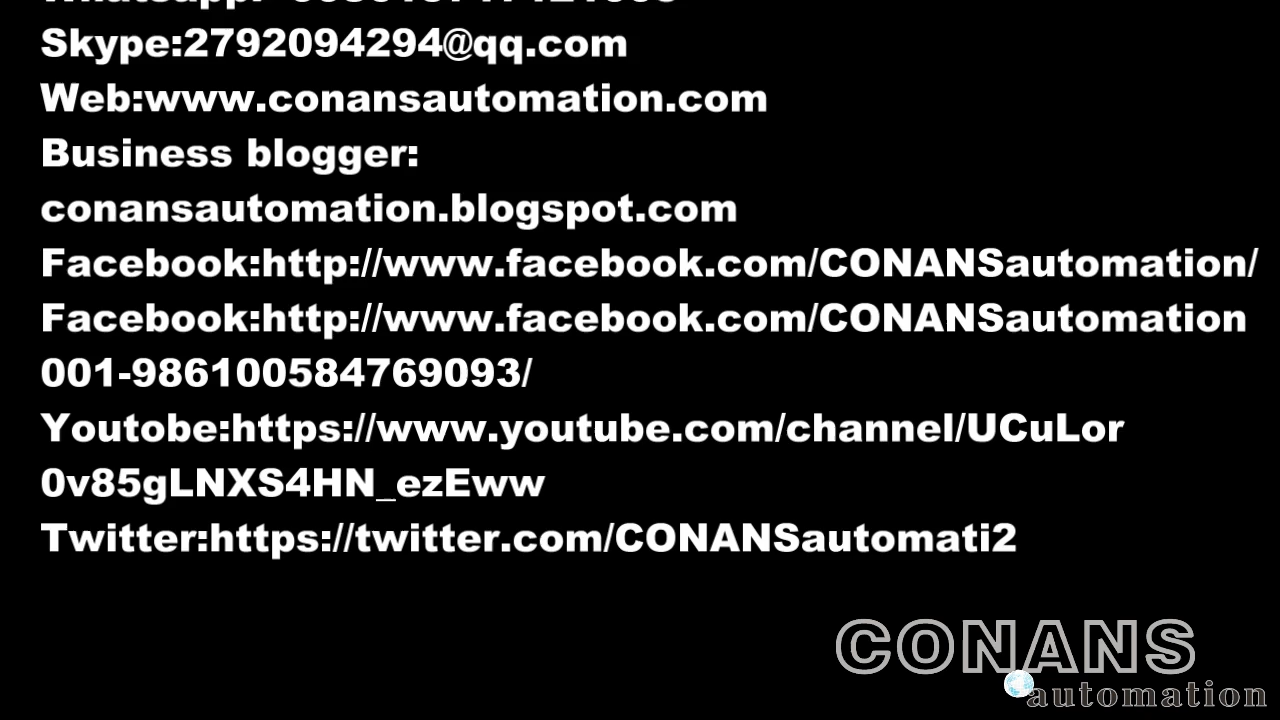 Skype:2792094294@qq.com
Web:www.conansautomation.com
Business blogger:
conansautomation.blogspot.com
Facebook:http://www.facebook.com/CONANSautomation/
Facebook:http://www.facebook.com/CONANSautomation
001-986100584769093/
Youtobe:https://www.youtube.com/channel/UCuLor
0v85gLNXS4HN_ezEww
Twitter:https://twitter.com/CONANSautomati2
CONANS
automation